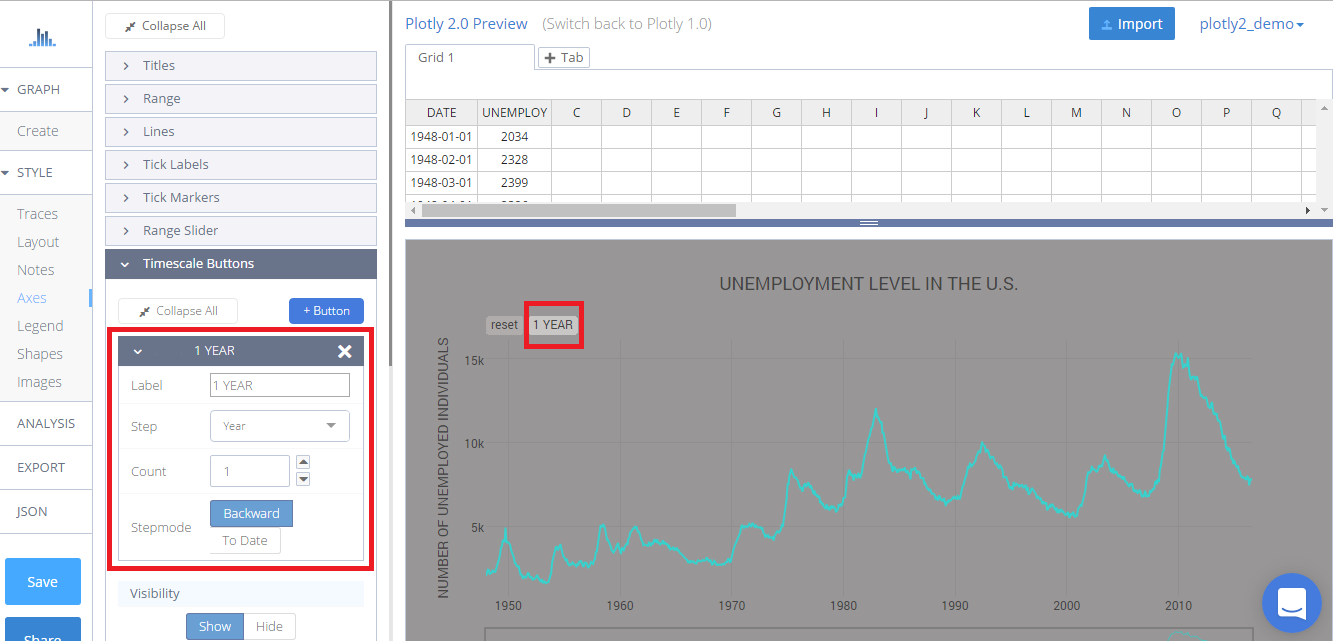 Collapse All
Titles
Range
Lines
Tick Labels
Tick Markers
Range Slider
Timescale Buttons
Collapse All
+ Button
1 YEAR
Label
1 YEAR
Step
Year
Count
1
Stepmode
Backward
To Date
Visibility
Show
Hide
GRAPH
Create
STYLE
Traces
Layout
Notes
Axes
Legend
Shapes
Images
ANALYSIS
EXPORT
JSON
Save
Share
Plotly 2.0 Preview (Switch back to Plotly 1.0)
Import
plotly2_demo
Grid 1
+ Tab
DATE UNEMPLOY C D E F G H I J K L M N O P Q
1948-01-01 2034
1948-02-01 2328
1948-03-01 2399
UNEMPLOYMENT LEVEL IN THE U.S.
reset 1 YEAR
NUMBER OF UNEMPLOYED INDIVIDUALS
15k
10k
5k
1950 1960 1970 1980 1990 2000 2010